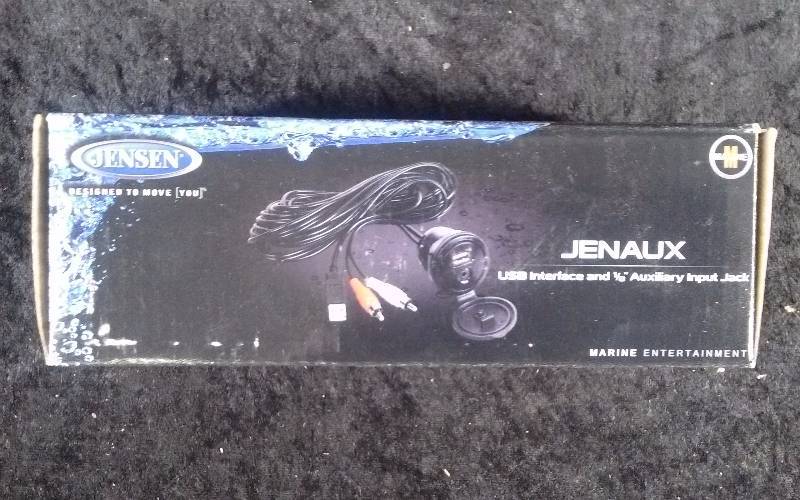 JENSEN
DESIGNED TO MOVE [YOU]
M
JENAUX
USB Interface and ⅛" Auxiliary Input Jack
MARINE ENTERTAINMENT